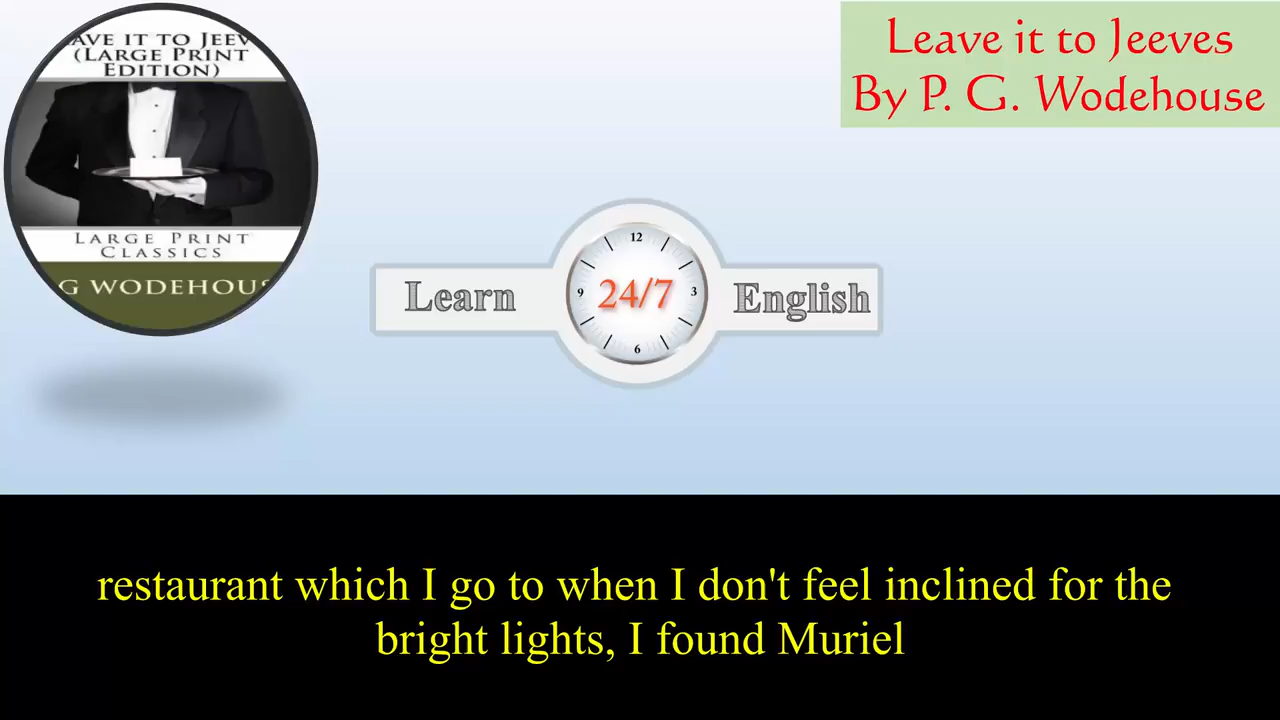 AVE IT TO JEEV
(LARGE PRINT
EDITION)
LARGE PRINT
CLASSICS
G WODEHOUS
Leave it to Jeeves
By P. G. Wodehouse
Learn
12
9
24/7
3
6
English
restaurant which I go to when I don't feel inclined for the
bright lights, I found Muriel